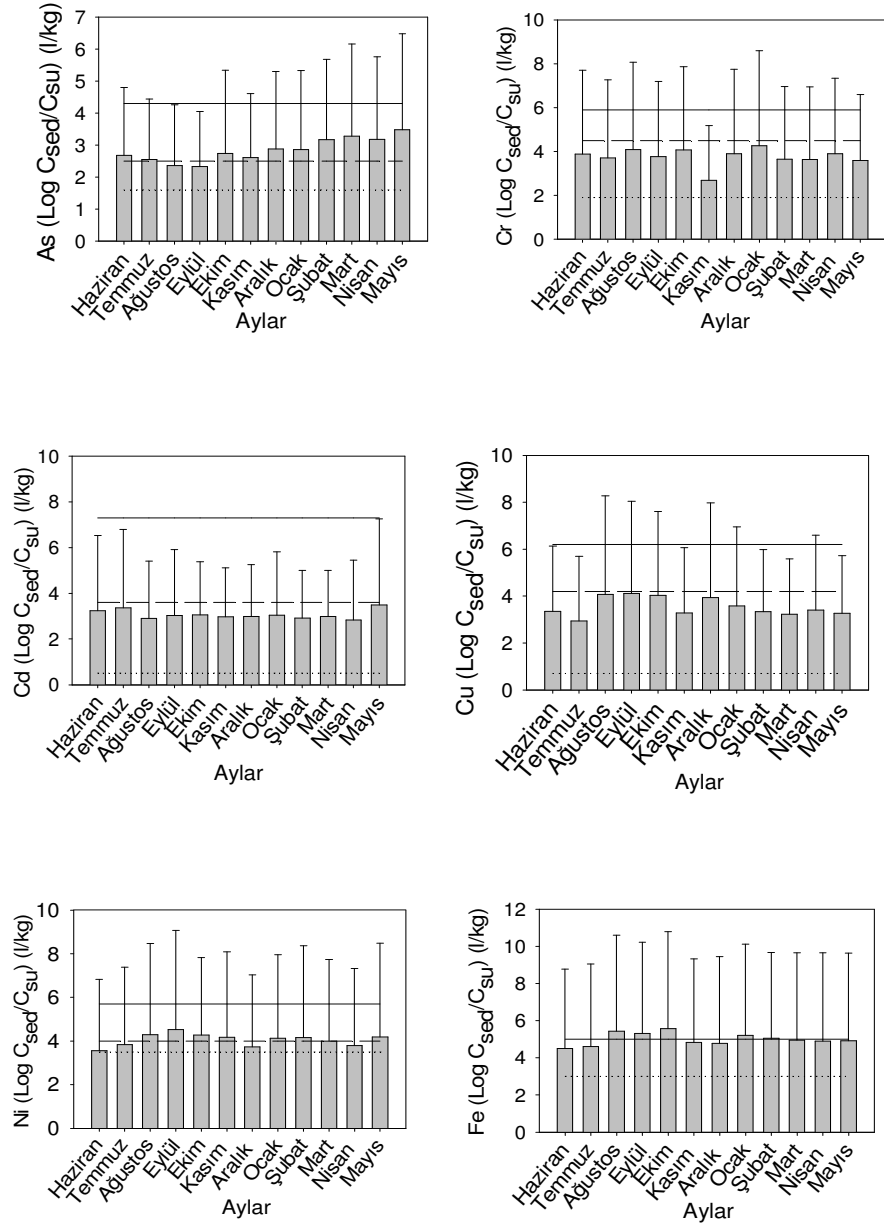 As (Log Csed/Csu) (l/kg)
7
6
5
4
3
2
1
0
Haziran
Temmuz
Ağustos
Eylül
Ekim
Kasım
Aralık
Ocak
Şubat
Mart
Nisan
Mayıs
Aylar
Cr (Log Csed/Csu) (l/kg)
10
8
6
4
2
0
Haziran
Temmuz
Ağustos
Eylül
Ekim
Kasım
Aralık
Ocak
Şubat
Mart
Nisan
Mayıs
Aylar
Cd (Log Csed/Csu) (l/kg)
10
8
6
4
2
0
Haziran
Temmuz
Ağustos
Eylül
Ekim
Kasım
Aralık
Ocak
Şubat
Mart
Nisan
Mayıs
Aylar
Cu (Log Csed/Csu) (l/kg)
10
8
6
4
2
0
Haziran
Temmuz
Ağustos
Eylül
Ekim
Kasım
Aralık
Ocak
Şubat
Mart
Nisan
Mayıs
Aylar
Ni (Log Csed/Csu) (l/kg)
10
8
6
4
2
0
Haziran
Temmuz
Ağustos
Eylül
Ekim
Kasım
Aralık
Ocak
Şubat
Mart
Nisan
Mayıs
Aylar
Fe (Log Csed/Csu) (l/kg)
12
10
8
6
4
2
0
Haziran
Temmuz
Ağustos
Eylül
Ekim
Kasım
Aralık
Ocak
Şubat
Mart
Nisan
Mayıs
Aylar